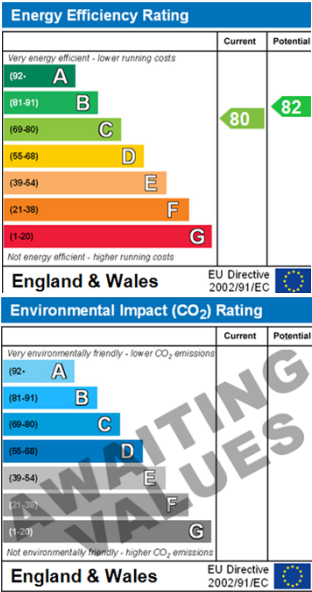 Energy Efficiency Rating
Current Potential
Very energy efficient - lower running costs
(92- A
(81-91) B
(69-80) C
80
82
(55-68) D
(39-54) E
(21-38) F
(1-20) G
Not energy efficient - higher running costs
England & Wales
EU Directive
2002/91/EC
Environmental Impact (CO2) Rating
Current Potential
Very environmentally friendly - lower CO2 emissions
(92- A
(81-91) B
(69-80) C
(55-68) D
(39-54) E
(21-38) F
(1-20) G
AWAITING
VALUES
Not environmentally friendly - higher CO2 emissions
England & Wales
EU Directive
2002/91/EC